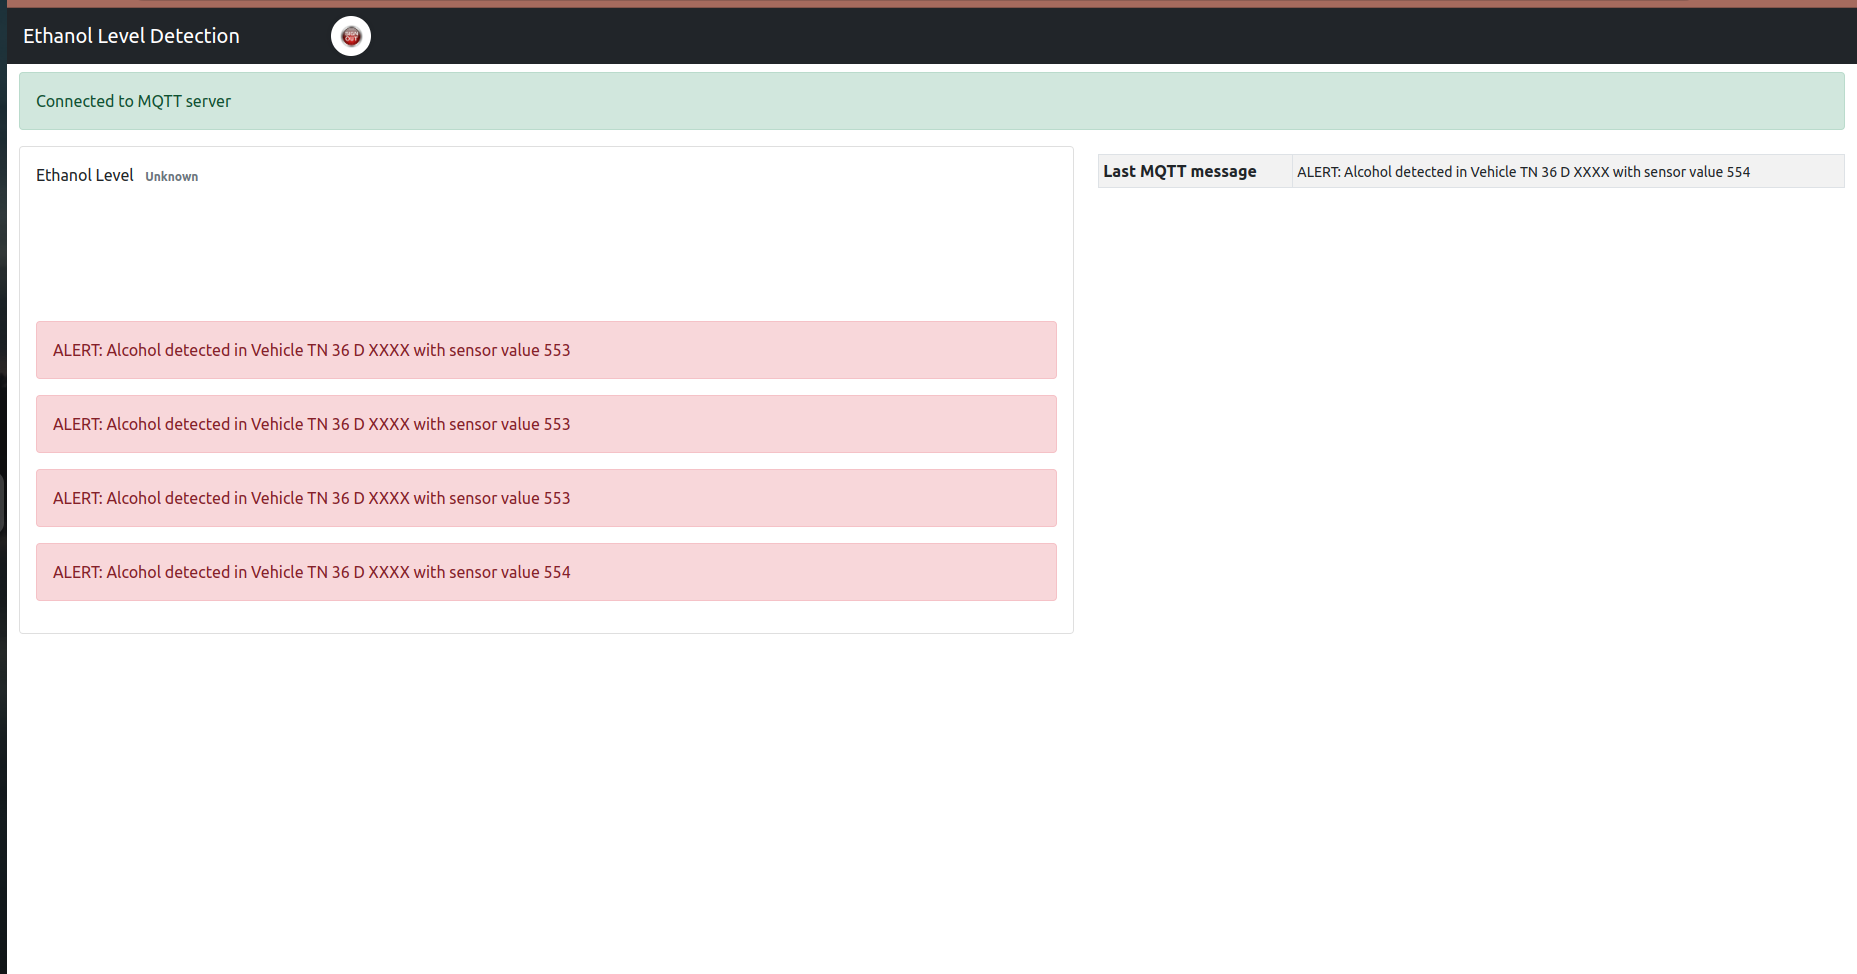 Ethanol Level Detection
SIGN
OUT
Connected to MQTT server
Ethanol Level Unknown
ALERT: Alcohol detected in Vehicle TN 36 D XXXX with sensor value 553
ALERT: Alcohol detected in Vehicle TN 36 D XXXX with sensor value 553
ALERT: Alcohol detected in Vehicle TN 36 D XXXX with sensor value 553
ALERT: Alcohol detected in Vehicle TN 36 D XXXX with sensor value 554
Last MQTT message ALERT: Alcohol detected in Vehicle TN 36 D XXXX with sensor value 554